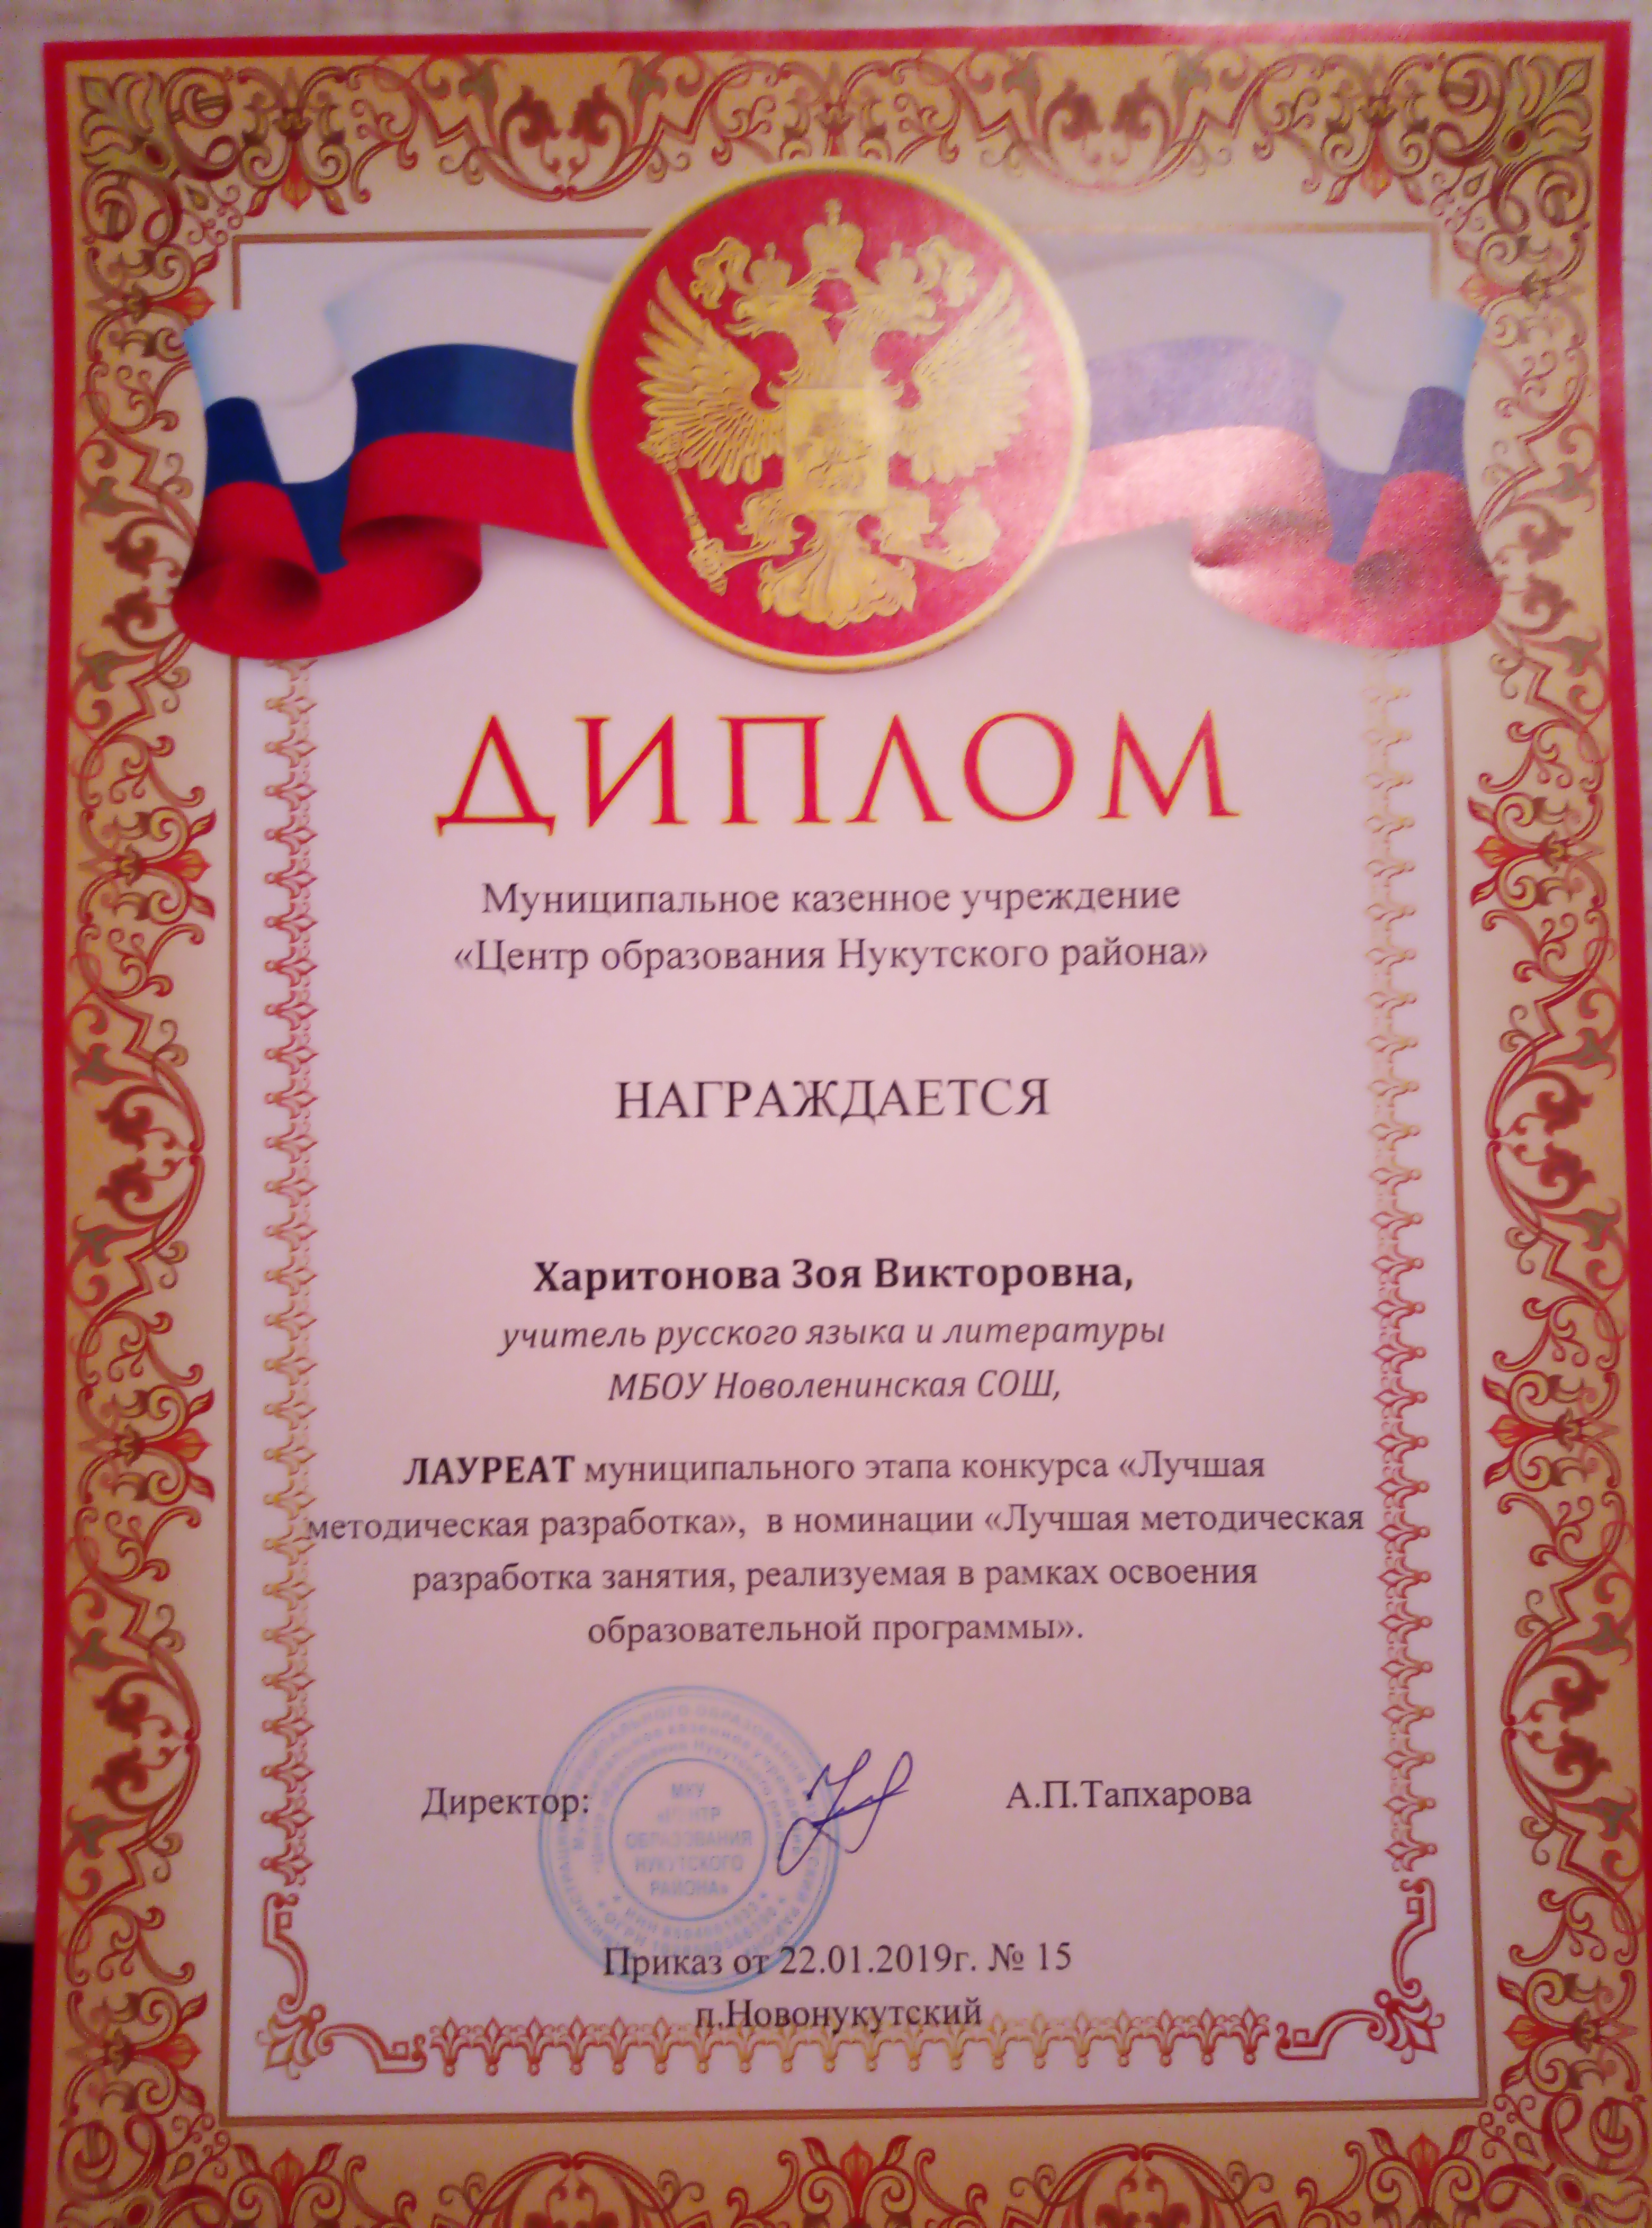 ДИПЛОМ
Муниципальное казенное учреждение
«Центр образования Нукутского района»
НАГРАЖДАЕТСЯ
Харитонова Зоя Викторовна,
учитель русского языка и литературы
МБОУ Новоленинская СОШ,
ЛАУРЕАТ муниципального этапа конкурса «Лучшая
методическая разработка», в номинации «Лучшая методическая
разработка занятия, реализуемая в рамках освоения
образовательной программы».
Директор:
МКУ
«ЦЕНТР
ОБРАЗОВАНИЯ
НУКУТСКОГО
РАЙОНА»
А.П.Тапхарова
Приказ от 22.01.2019г. № 15
п.Новонукутский